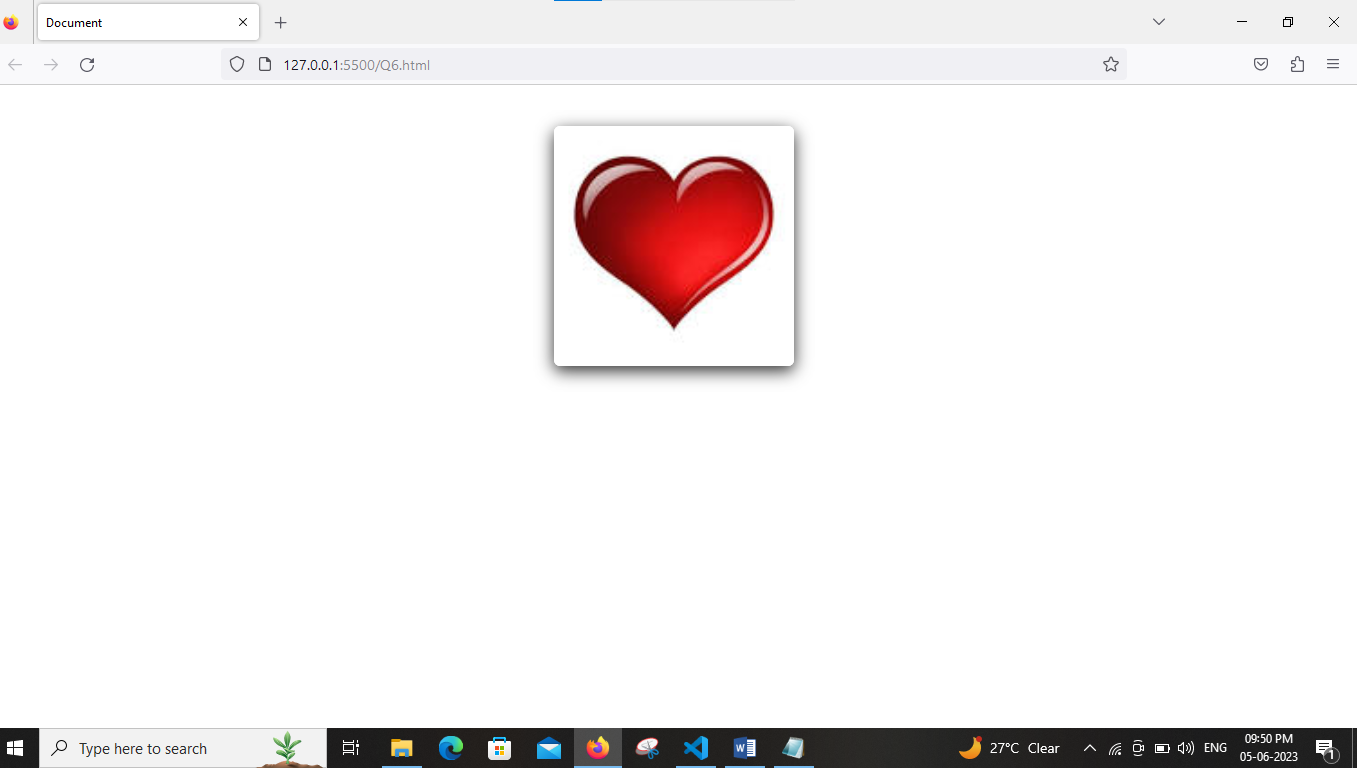 Document
127.0.0.1:5500/Q6.html
Type here to search
27°C Clear
ENG
09:50 PM
05-06-2023
1